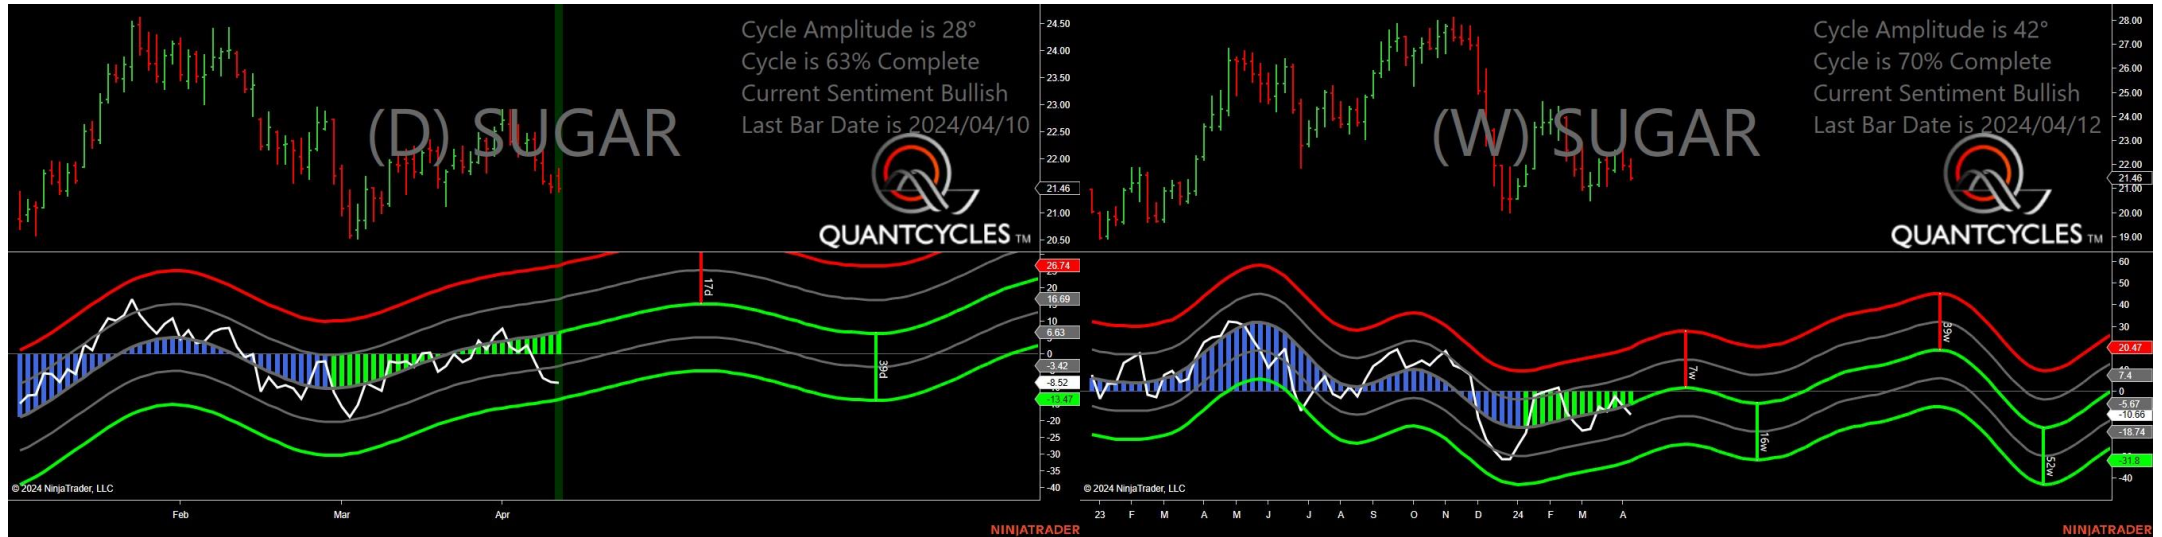 Cycle Amplitude is 28°
Cycle is 63% Complete
Current Sentiment Bullish
Last Bar Date is 2024/04/10
(D) SUGAR
QUANTCYCLES TM
24.50
24.00
23.50
23.00
22.50
22.00
21.46
21.00
20.50
26.74
20
16.69
10
6.63
0
-3.42
-8.52
-13.47
-20
-25
-30
-35
-40
17d
39d
© 2024 NinjaTrader, LLC
Feb
Mar
Apr
NINJATRADER
Cycle Amplitude is 42°
Cycle is 70% Complete
Current Sentiment Bullish
Last Bar Date is 2024/04/12
(W) SUGAR
QUANTCYCLES TM
28.00
27.00
26.00
25.00
24.00
23.00
22.00
21.46
21.00
20.00
19.00
60
50
40
30
20.47
7.4
0
-5.67
-10.66
-18.74
-31.8
-40
7w
16w
39w
52w
© 2024 NinjaTrader, LLC
23 F M A M J J A S O N D 24 F M A
NINJATRADER